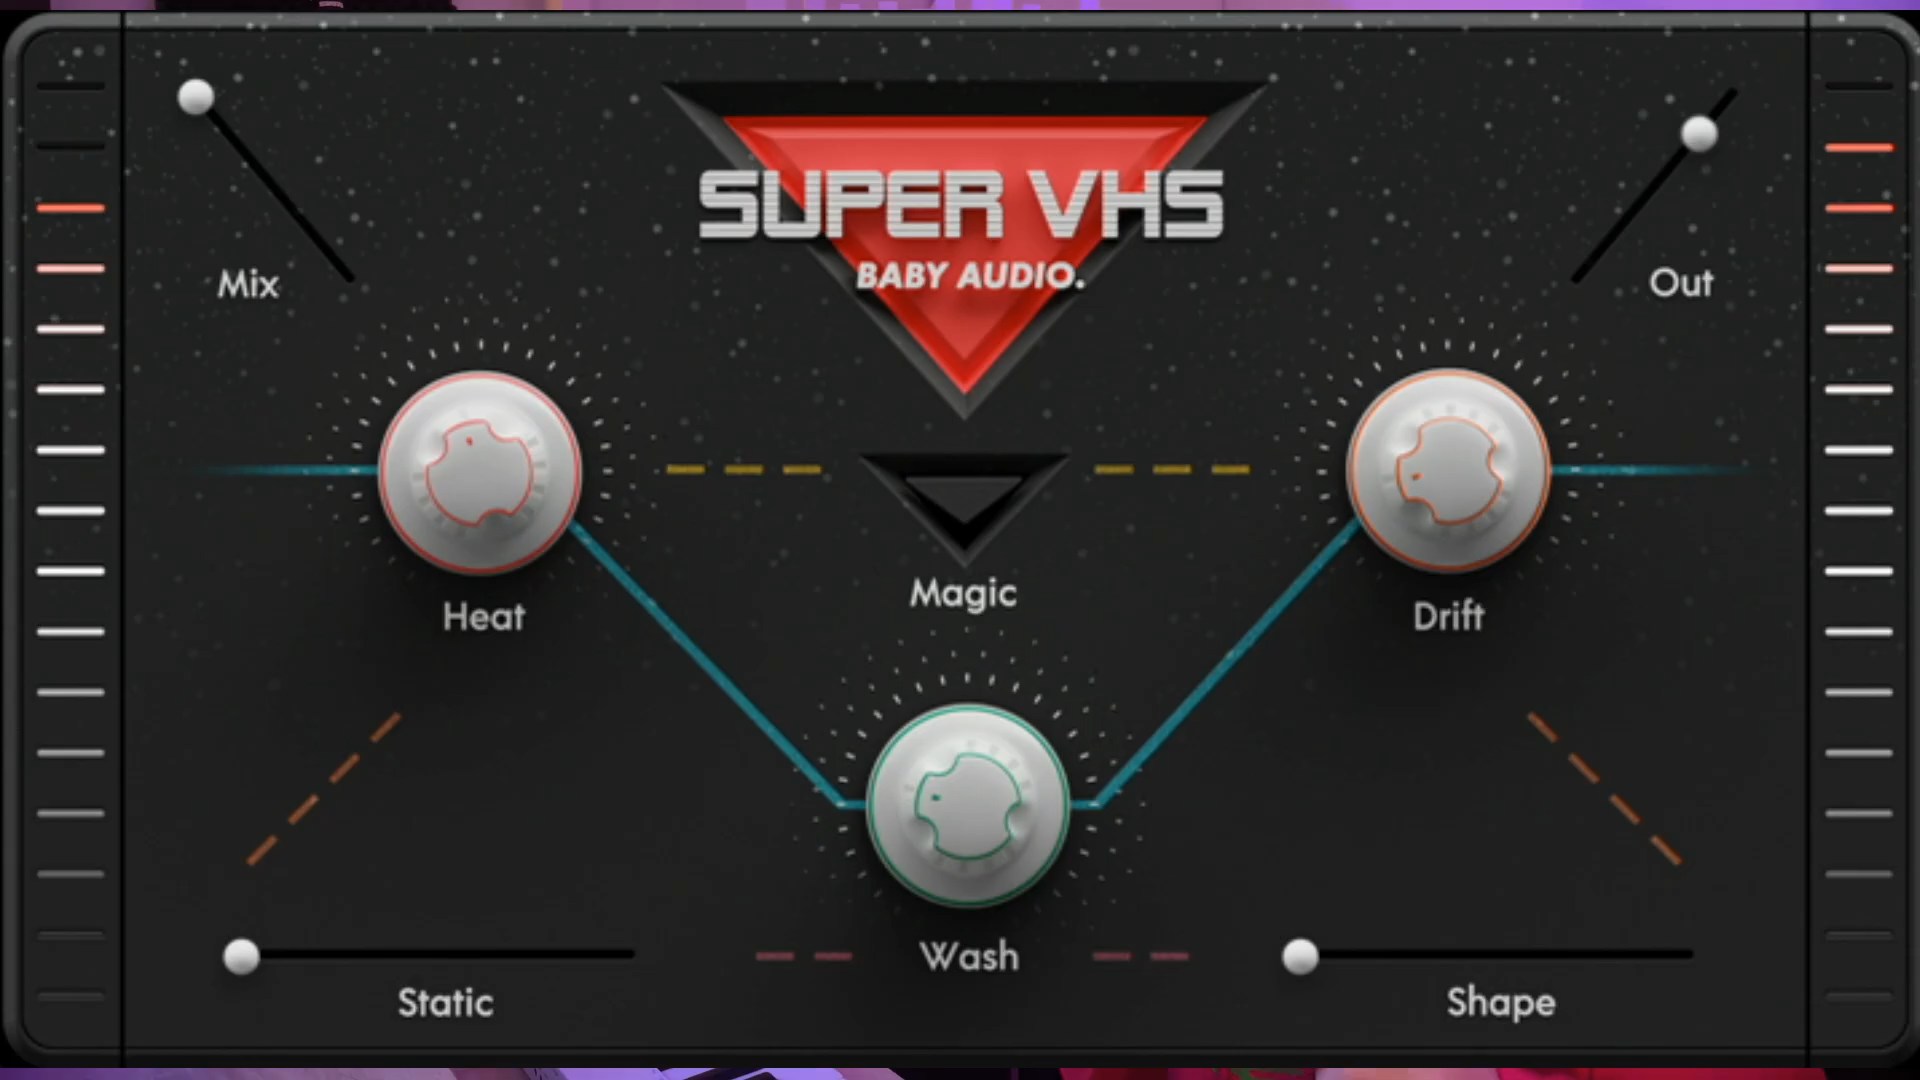 SUPER VHS
BABY AUDIO.
Mix
Out
Heat
Magic
Drift
Wash
Static
Shape